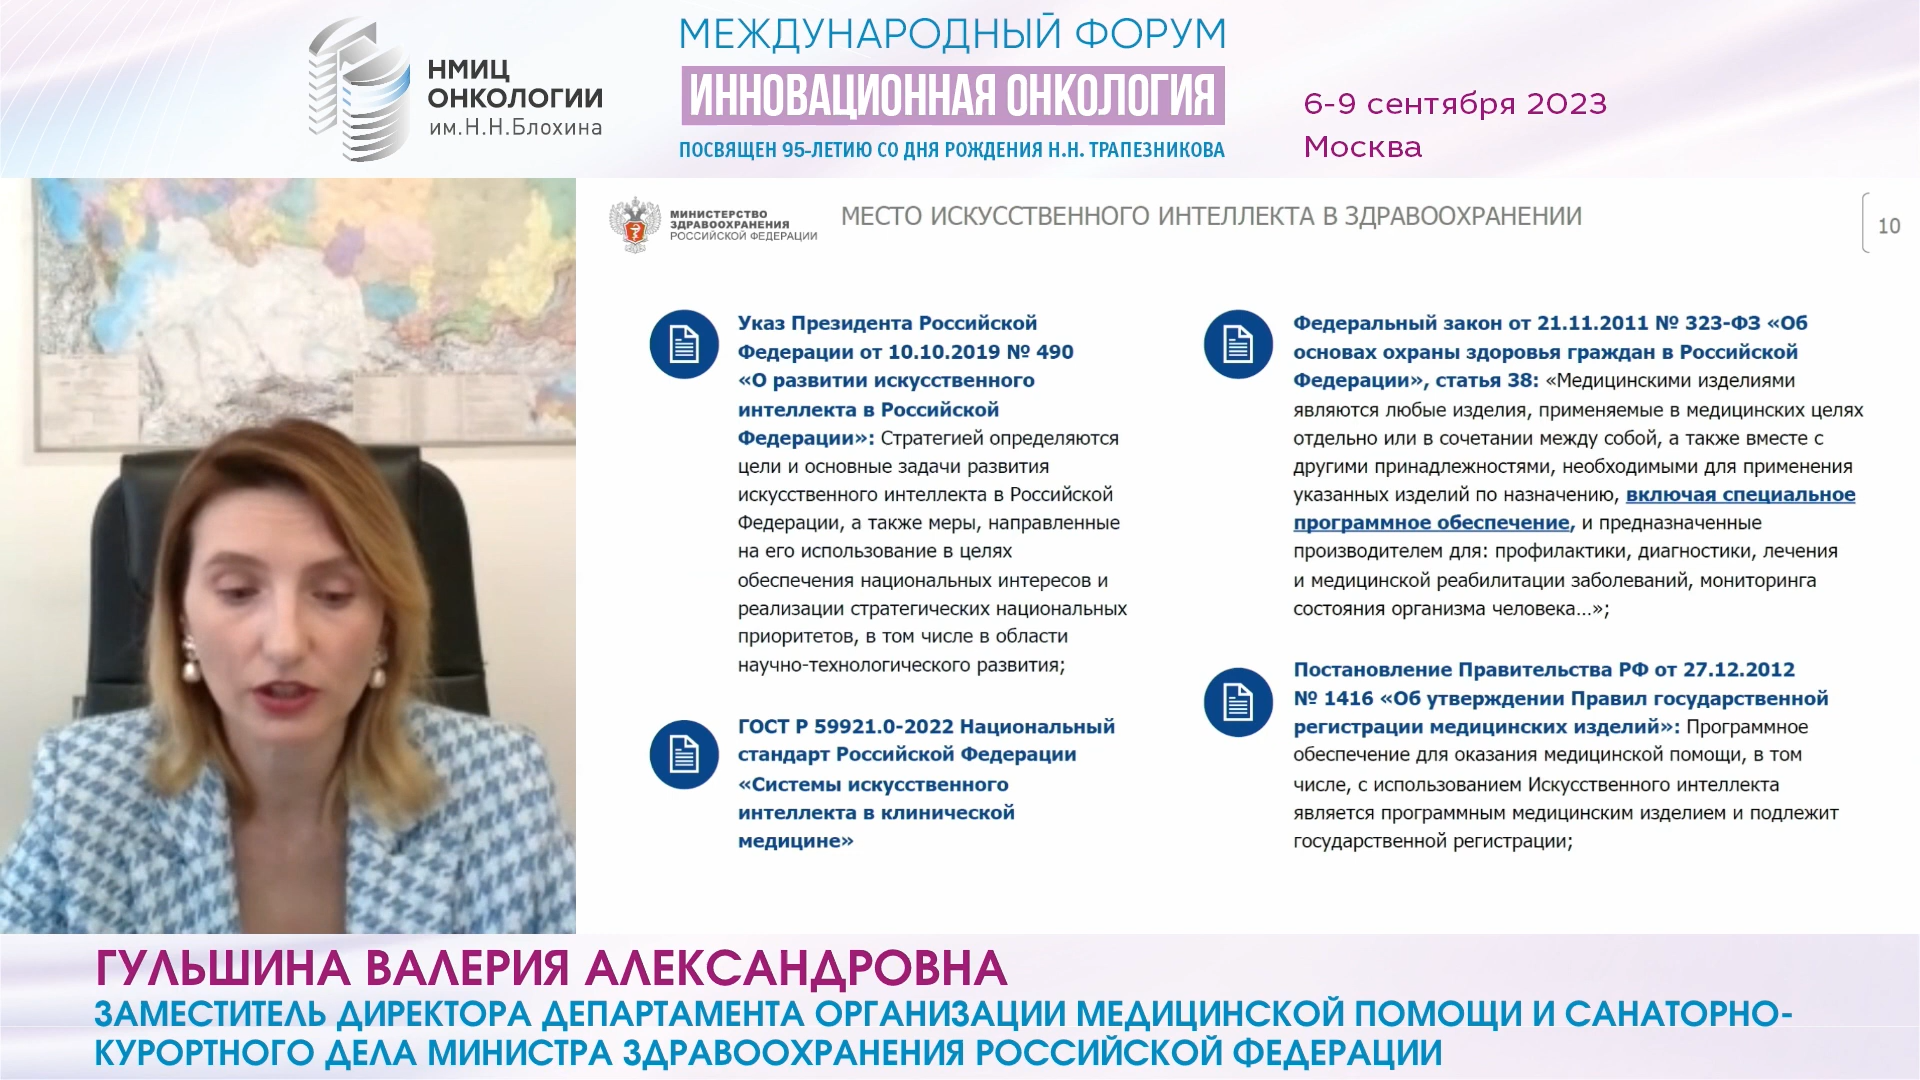 НМИЦ
ОНКОЛОГИИ
им.Н.Н.Блохина
МЕЖДУНАРОДНЫЙ ФОРУМ
ИННОВАЦИОННАЯ ОНКОЛОГИЯ
ПОСВЯЩЕН 95-ЛЕТИЮ СО ДНЯ РОЖДЕНИЯ Н.Н. ТРАПЕЗНИКОВА
6-9 сентября 2023
Москва
МИНИСТЕРСТВО
ЗДРАВООХРАНЕНИЯ
РОССИЙСКОЙ ФЕДЕРАЦИИ
МЕСТО ИСКУССТВЕННОГО ИНТЕЛЛЕКТА В ЗДРАВООХРАНЕНИИ
10
Указ Президента Российской
Федерации от 10.10.2019 № 490
«О развитии искусственного
интеллекта в Российской
Федерации»: Стратегией определяются
цели и основные задачи развития
искусственного интеллекта в Российской
Федерации, а также меры, направленные
на его использование в целях
обеспечения национальных интересов и
реализации стратегических национальных
приоритетов, в том числе в области
научно-технологического развития;
ГОСТ Р 59921.0-2022 Национальный
стандарт Российской Федерации
«Системы искусственного
интеллекта в клинической
медицине»
Федеральный закон от 21.11.2011 № 323-ФЗ «Об
основах охраны здоровья граждан в Российской
Федерации», статья 38: «Медицинскими изделиями
являются любые изделия, применяемые в медицинских целях
отдельно или в сочетании между собой, а также вместе с
другими принадлежностями, необходимыми для применения
указанных изделий по назначению, включая специальное
программное обеспечение, и предназначенные
производителем для: профилактики, диагностики, лечения
и медицинской реабилитации заболеваний, мониторинга
состояния организма человека…»;
Постановление Правительства РФ от 27.12.2012
№ 1416 «Об утверждении Правил государственной
регистрации медицинских изделий»: Программное
обеспечение для оказания медицинской помощи, в том
числе, с использованием Искусственного интеллекта
является программным медицинским изделием и подлежит
государственной регистрации;
ГУЛЬШИНА ВАЛЕРИЯ АЛЕКСАНДРОВНА
ЗАМЕСТИТЕЛЬ ДИРЕКТОРА ДЕПАРТАМЕНТА ОРГАНИЗАЦИИ МЕДИЦИНСКОЙ ПОМОЩИ И САНАТОРНО-
КУРОРТНОГО ДЕЛА МИНИСТРА ЗДРАВООХРАНЕНИЯ РОССИЙСКОЙ ФЕДЕРАЦИИ